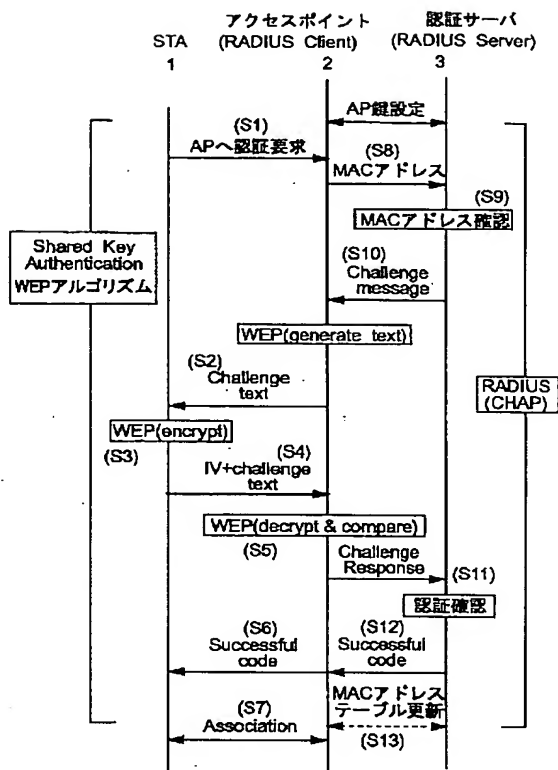 アクセスポイント 認証サーバ
STA (RADIUS Client) (RADIUS Server)
1 2 3
AP鍵設定
(S1)
APへ認証要求
(S8)
MACアドレス
(S9)
MACアドレス確認
Shared Key
Authentication
WEPアルゴリズム
(S10)
Challenge
message
WEP(generate text)
(S2)
Challenge
text
RADIUS
(CHAP)
WEP(encrypt)
(S3)
(S4)
IV+challenge
text
WEP(decrypt & compare)
(S5)
Challenge
Response
(S11)
認証確認
(S6)
Successful
code
(S12)
Successful
code
(S7)
Association
MACアドレス
テーブル更新
(S13)